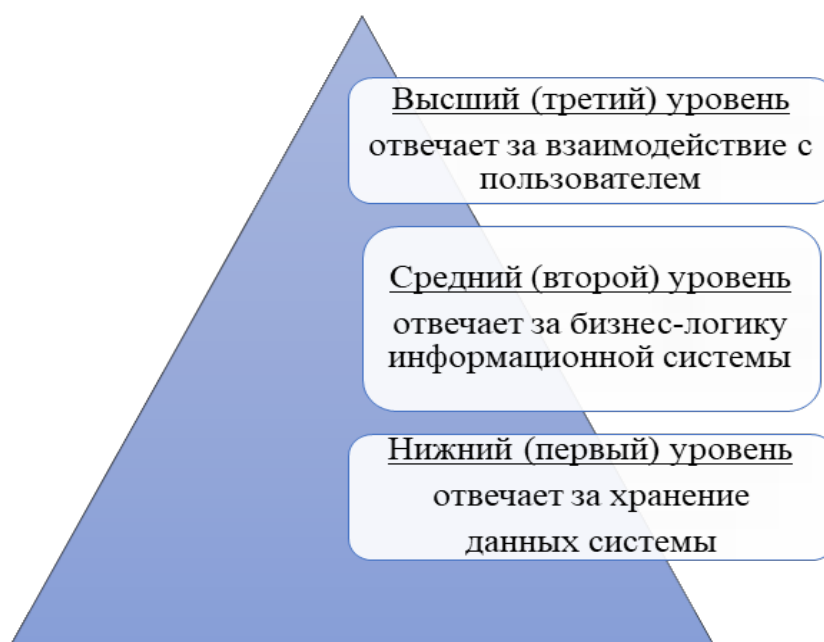 Высший (третий) уровень
отвечает за взаимодействие с
пользователем
Средний (второй) уровень
отвечает за бизнес-логику
информационной системы
Нижний (первый) уровень
отвечает за хранение
данных системы